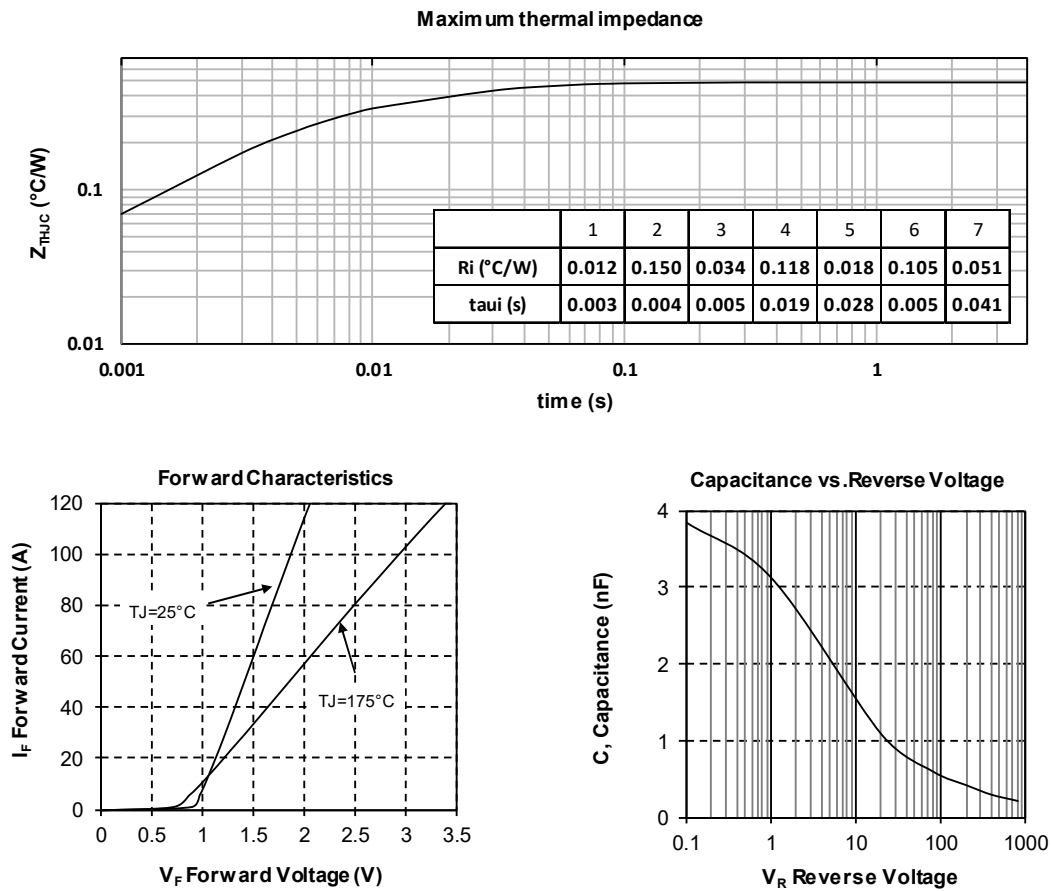 Maximum thermal impedance
Z_THJC (°C/W)
0.1
0.01
1 2 3 4 5 6 7
Ri (°C/W) 0.012 0.150 0.034 0.118 0.018 0.105 0.051
taui (s) 0.003 0.004 0.005 0.019 0.028 0.005 0.041
0.001 0.01 0.1 1
time (s)
Forward Characteristics
I_F Forward Current (A)
120
100
80
60
40
20
0
TJ=25°C
TJ=175°C
0 0.5 1 1.5 2 2.5 3 3.5
V_F Forward Voltage (V)
Capacitance vs.Reverse Voltage
C, Capacitance (nF)
4
3
2
1
0
0.1 1 10 100 1000
V_R Reverse Voltage